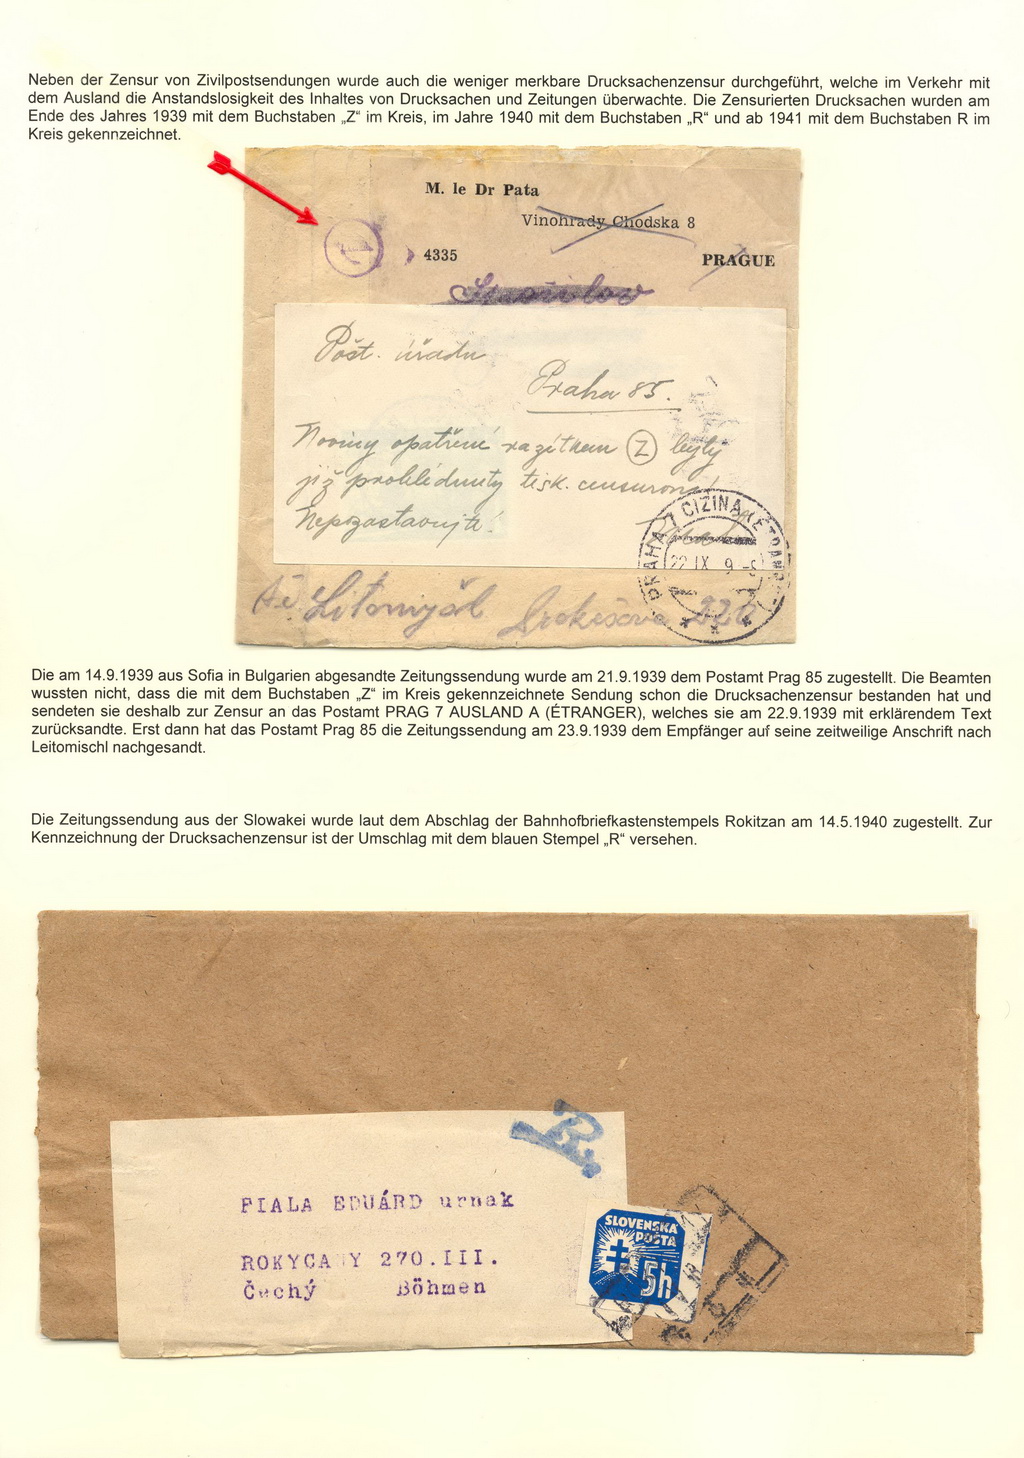 Neben der Zensur von Zivilpostsendungen wurde auch die weniger merkbare Drucksachenzensur durchgeführt, welche im Verkehr mit
dem Ausland die Anstandslosigkeit des Inhaltes von Drucksachen und Zeitungen überwachte. Die Zensurierten Drucksachen wurden am
Ende des Jahres 1939 mit dem Buchstaben „Z“ im Kreis, im Jahre 1940 mit dem Buchstaben „R“ und ab 1941 mit dem Buchstaben R im
Kreis gekennzeichnet.
M. le Dr Pata
Vinohrady Chodska 8
4335
PRAGUE
Pošt. úřadu
Praha 85.
Noviny opatřené razítkem Z byly
již prohlédnuty tisk. censurou!
Nepozastavujte!
PRAHA 7 CIZINA (ÉTRAN
22 IX 9
Litomyšl
Die am 14.9.1939 aus Sofia in Bulgarien abgesandte Zeitungssendung wurde am 21.9.1939 dem Postamt Prag 85 zugestellt. Die Beamten
wussten nicht, dass die mit dem Buchstaben „Z“ im Kreis gekennzeichnete Sendung schon die Drucksachenzensur bestanden hat und
sendeten sie deshalb zur Zensur an das Postamt PRAG 7 AUSLAND A (ÉTRANGER), welches sie am 22.9.1939 mit erklärendem Text
zurücksandte. Erst dann hat das Postamt Prag 85 die Zeitungssendung am 23.9.1939 dem Empfänger auf seine zeitweilige Anschrift nach
Leitomischl nachgesandt.
Die Zeitungssendung aus der Slowakei wurde laut dem Abschlag der Bahnhofbriefkastenstempels Rokitzan am 14.5.1940 zugestellt. Zur
Kennzeichnung der Drucksachenzensur ist der Umschlag mit dem blauen Stempel „R“ versehen.
R.
FIALA EDUÁRD urnak
SLOVENSKÁ
POŠTA
5h
ROKYCA Y 270.III.
Čechý Böhmen